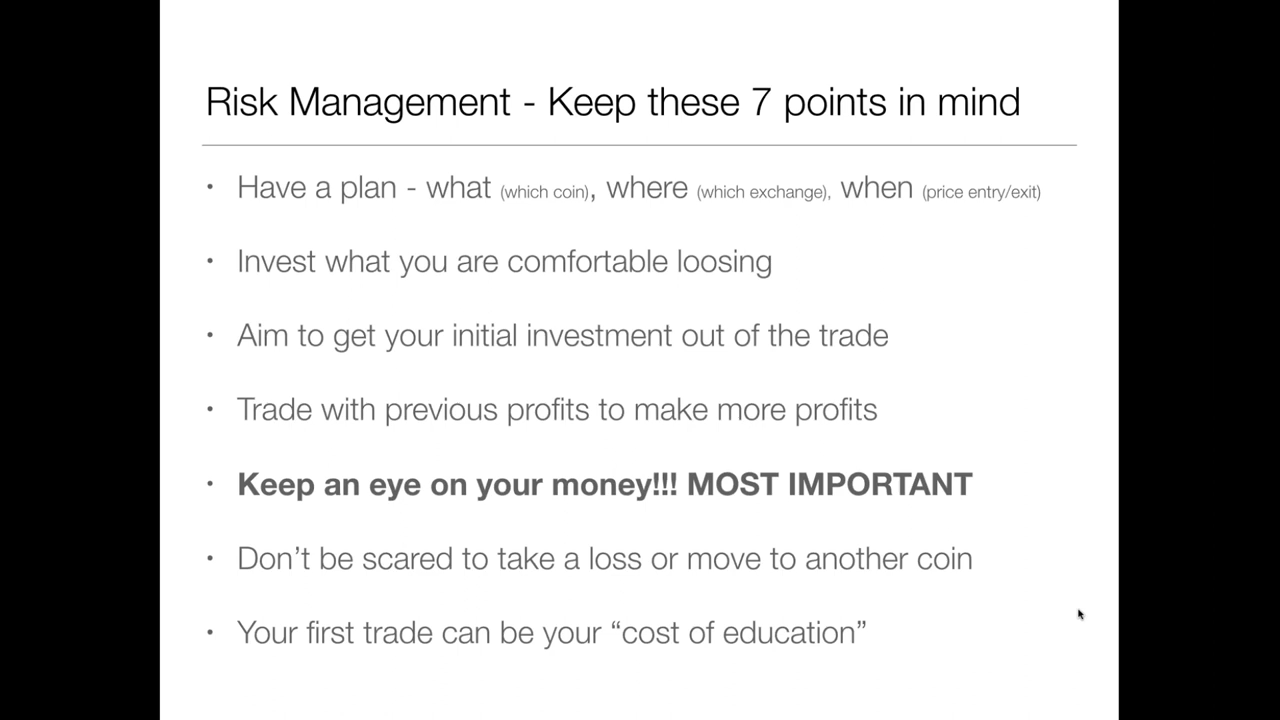 Risk Management - Keep these 7 points in mind
• Have a plan - what (which coin), where (which exchange), when (price entry/exit)
• Invest what you are comfortable loosing
• Aim to get your initial investment out of the trade
• Trade with previous profits to make more profits
• Keep an eye on your money!!! MOST IMPORTANT
• Don’t be scared to take a loss or move to another coin
• Your first trade can be your “cost of education”